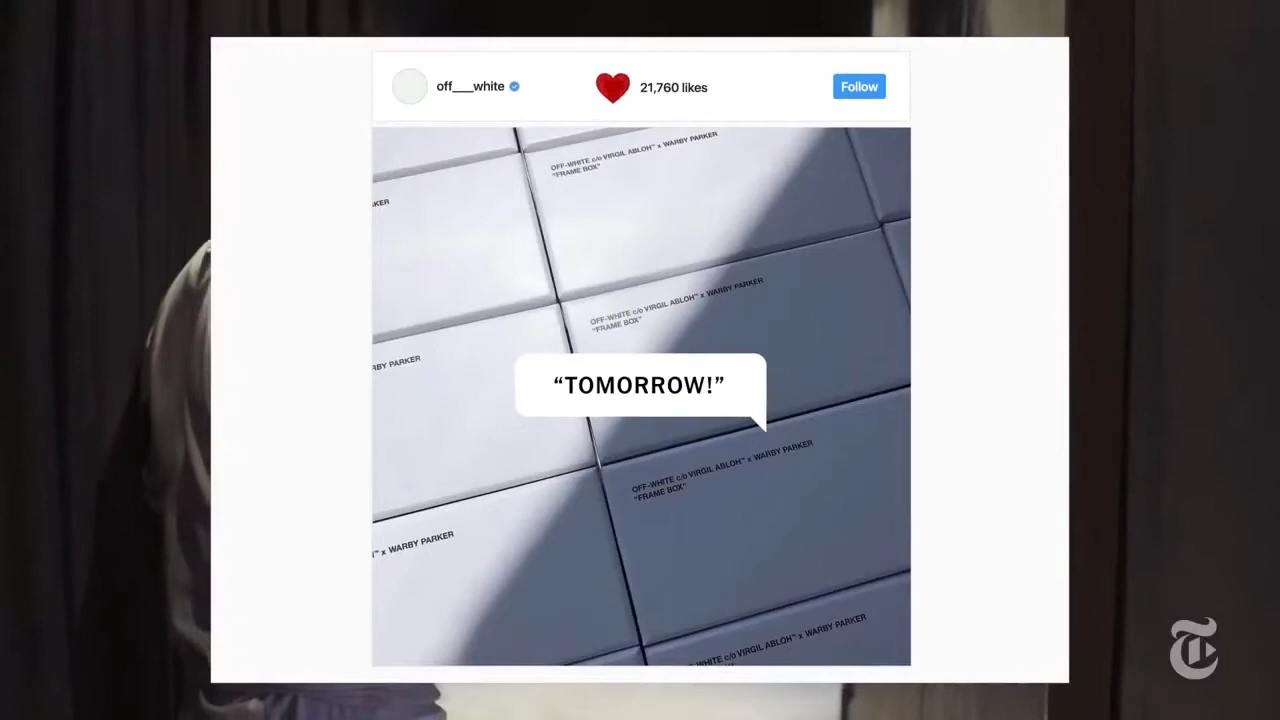 off___white
21,760 likes
Follow
OFF-WHITE c/o VIRGIL ABLOH™ x WARBY PARKER
"FRAME BOX"
KER
OFF-WHITE c/o VIRGIL ABLOH™ x WARBY PARKER
"FRAME BOX"
RBY PARKER
“TOMORROW!”
OFF-WHITE c/o VIRGIL ABLOH™ x WARBY PARKER
"FRAME BOX"
™ x WARBY PARKER
WHITE c/o VIRGIL ABLOH™ x WARBY PARKER
T